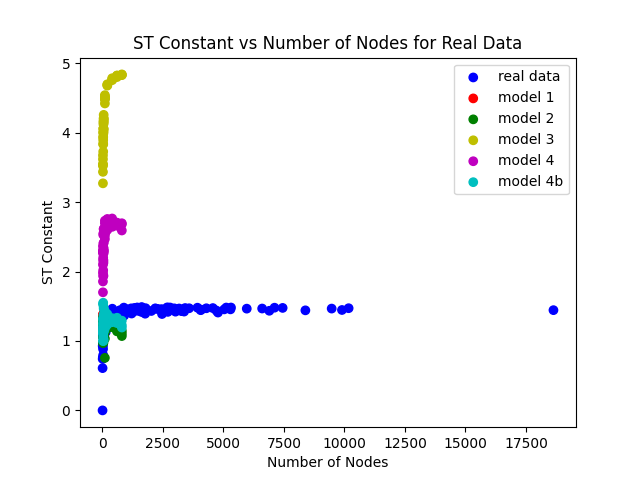 ST Constant vs Number of Nodes for Real Data
5
4
3
2
1
0
ST Constant
real data
model 1
model 2
model 3
model 4
model 4b
0 2500 5000 7500 10000 12500 15000 17500
Number of Nodes